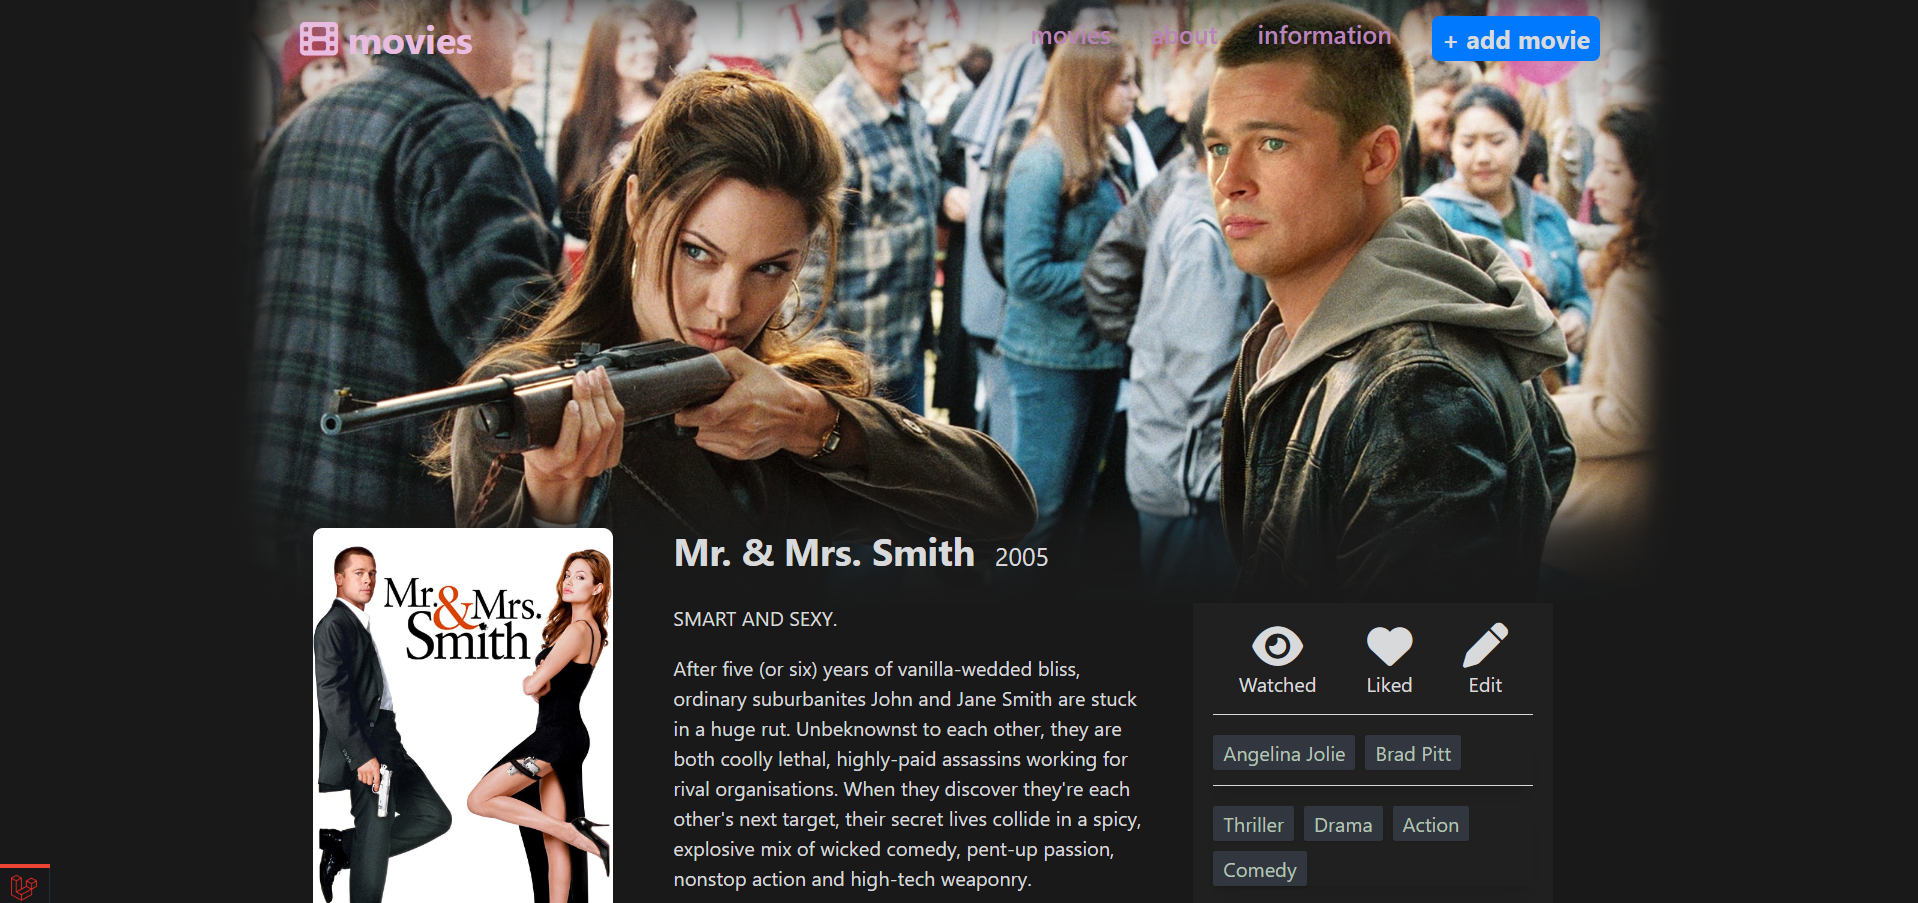 movies
movies about information + add movie
Mr. & Mrs. Smith 2005
Mr. & Mrs.
Smith
SMART AND SEXY.
After five (or six) years of vanilla-wedded bliss,
ordinary suburbanites John and Jane Smith are stuck
in a huge rut. Unbeknownst to each other, they are
both coolly lethal, highly-paid assassins working for
rival organisations. When they discover they're each
other's next target, their secret lives collide in a spicy,
explosive mix of wicked comedy, pent-up passion,
nonstop action and high-tech weaponry.
Watched Liked Edit
Angelina Jolie Brad Pitt
Thriller Drama Action
Comedy